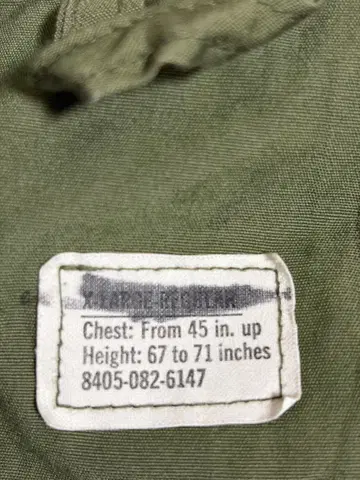 X-LARGE-REGULAR
Chest: From 45 in. up
Height: 67 to 71 inches
8405-082-6147